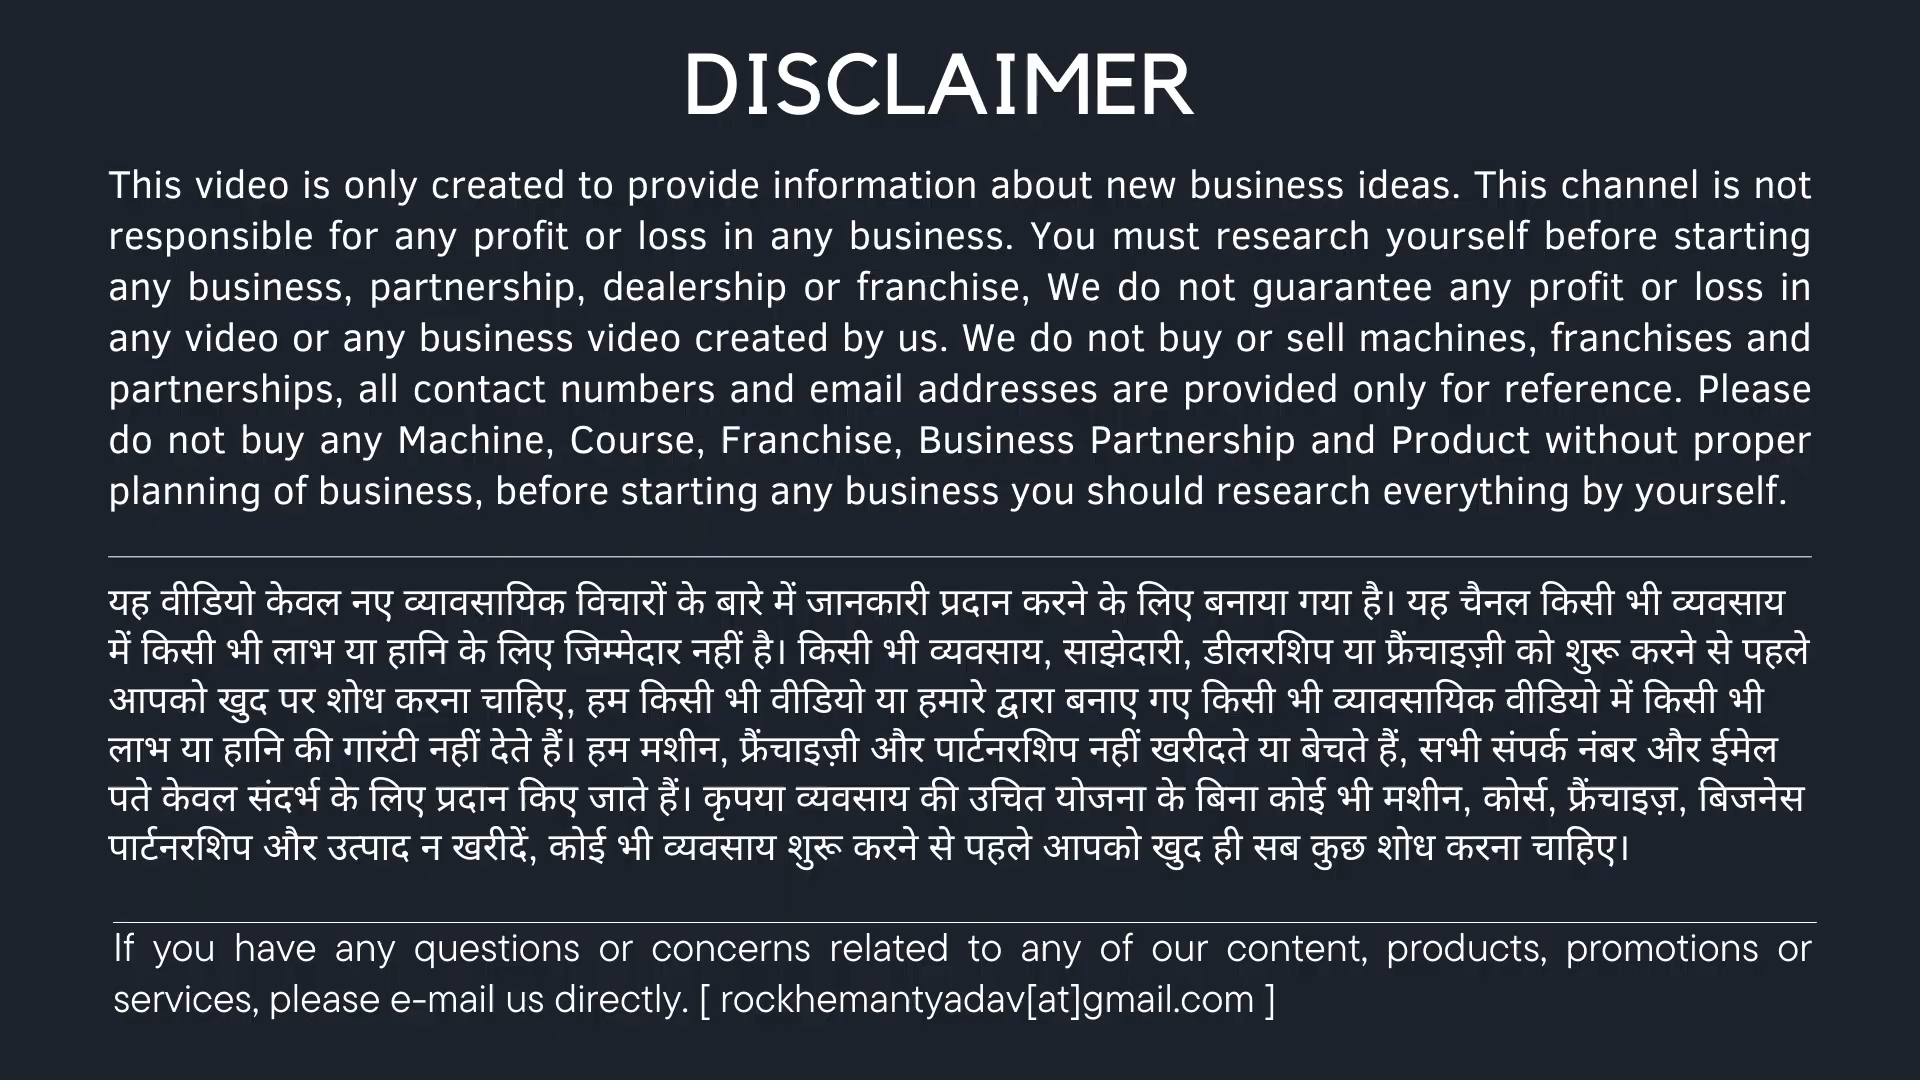 DISCLAIMER
This video is only created to provide information about new business ideas. This channel is not
responsible for any profit or loss in any business. You must research yourself before starting
any business, partnership, dealership or franchise, We do not guarantee any profit or loss in
any video or any business video created by us. We do not buy or sell machines, franchises and
partnerships, all contact numbers and email addresses are provided only for reference. Please
do not buy any Machine, Course, Franchise, Business Partnership and Product without proper
planning of business, before starting any business you should research everything by yourself.
यह वीडियो केवल नए व्यावसायिक विचारों के बारे में जानकारी प्रदान करने के लिए बनाया गया है। यह चैनल किसी भी व्यवसाय
में किसी भी लाभ या हानि के लिए जिम्मेदार नहीं है। किसी भी व्यवसाय, साझेदारी, डीलरशिप या फ्रैंचाइज़ी को शुरू करने से पहले
आपको खुद पर शोध करना चाहिए, हम किसी भी वीडियो या हमारे द्वारा बनाए गए किसी भी व्यावसायिक वीडियो में किसी भी
लाभ या हानि की गारंटी नहीं देते हैं। हम मशीन, फ्रैंचाइज़ी और पार्टनरशिप नहीं खरीदते या बेचते हैं, सभी संपर्क नंबर और ईमेल
पते केवल संदर्भ के लिए प्रदान किए जाते हैं। कृपया व्यवसाय की उचित योजना के बिना कोई भी मशीन, कोर्स, फ्रैंचाइज़, बिजनेस
पार्टनरशिप और उत्पाद न खरीदें, कोई भी व्यवसाय शुरू करने से पहले आपको खुद ही सब कुछ शोध करना चाहिए।
If you have any questions or concerns related to any of our content, products, promotions or
services, please e-mail us directly. [ rockhemantyadav[at]gmail.com ]